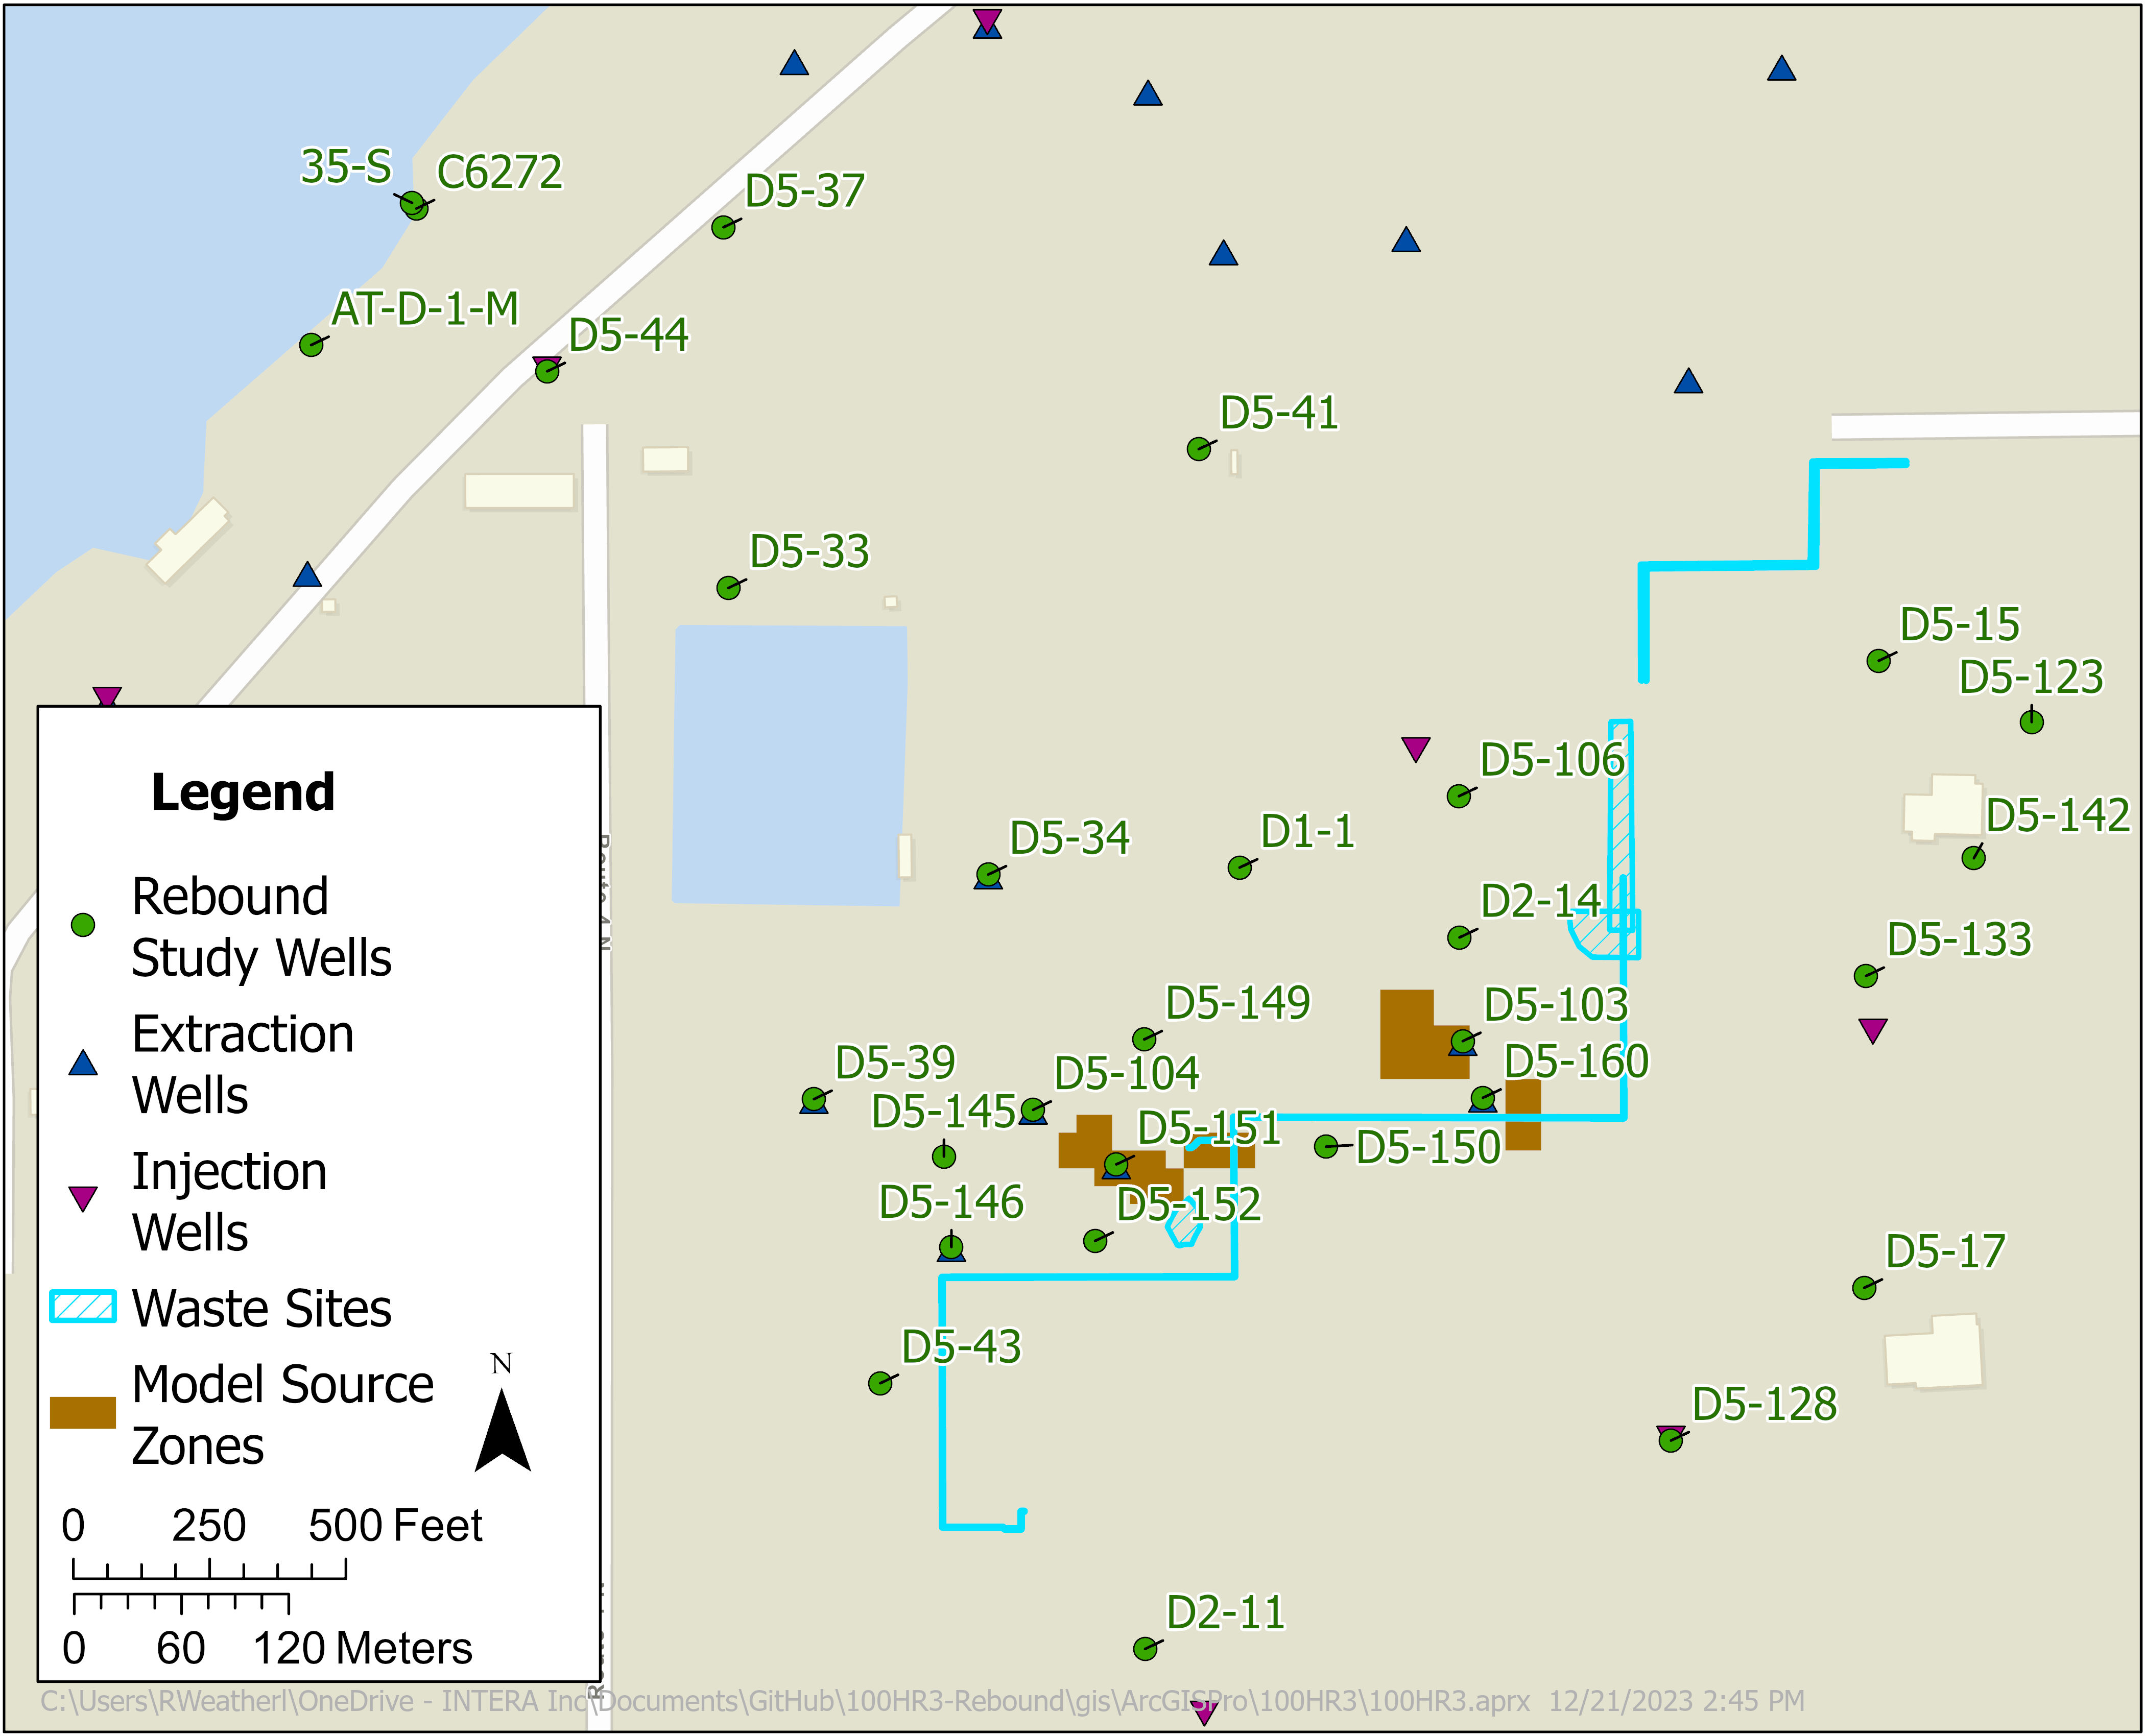 35-S
C6272
D5-37
AT-D-1-M
D5-44
D5-41
D5-33
D5-15
D5-123
D5-106
D5-142
D5-34
D1-1
D2-14
D5-133
D5-149
D5-103
D5-39
D5-104
D5-160
D5-145
D5-151
D5-150
D5-146
D5-152
D5-17
D5-43
D5-128
D2-11
Route 4 N
Legend
Rebound
Study Wells
Extraction
Wells
Injection
Wells
Waste Sites
Model Source
Zones
N
0 250 500 Feet
0 60 120 Meters
C:\Users\RWeatherl\OneDrive - INTERA Inc\Documents\GitHub\100HR3-Rebound\gis\ArcGISPro\100HR3\100HR3.aprx 12/21/2023 2:45 PM